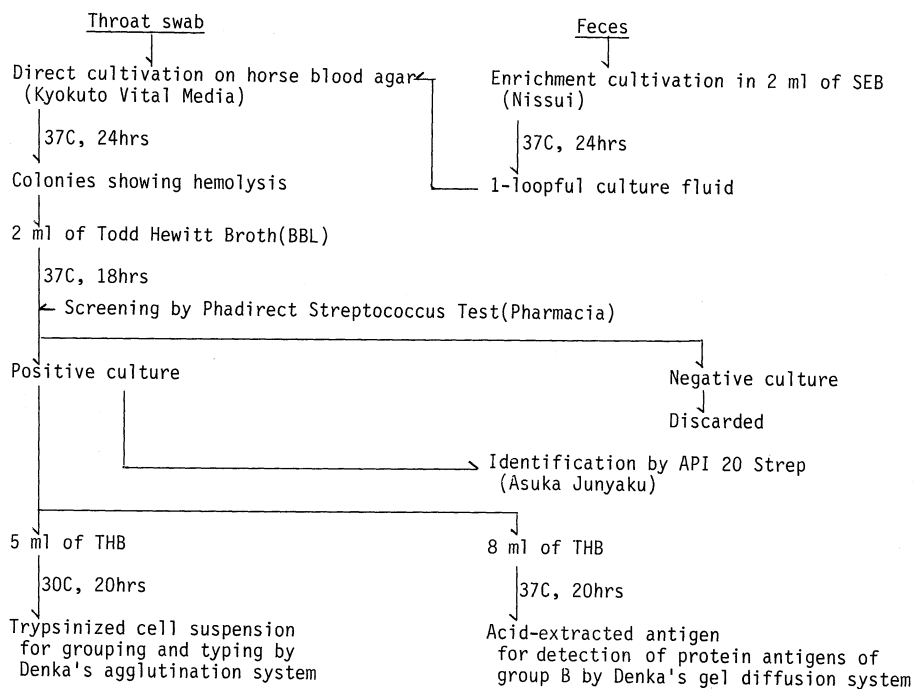 Throat swab
Feces
Direct cultivation on horse blood agar
(Kyokuto Vital Media)
Enrichment cultivation in 2 ml of SEB
(Nissui)
37C, 24hrs
37C, 24hrs
Colonies showing hemolysis
1-loopful culture fluid
2 ml of Todd Hewitt Broth(BBL)
37C, 18hrs
Screening by Phadirect Streptococcus Test(Pharmacia)
Positive culture
Negative culture
Discarded
Identification by API 20 Strep
(Asuka Junyaku)
5 ml of THB
8 ml of THB
30C, 20hrs
37C, 20hrs
Trypsinized cell suspension
for grouping and typing by
Denka's agglutination system
Acid-extracted antigen
for detection of protein antigens of
group B by Denka's gel diffusion system